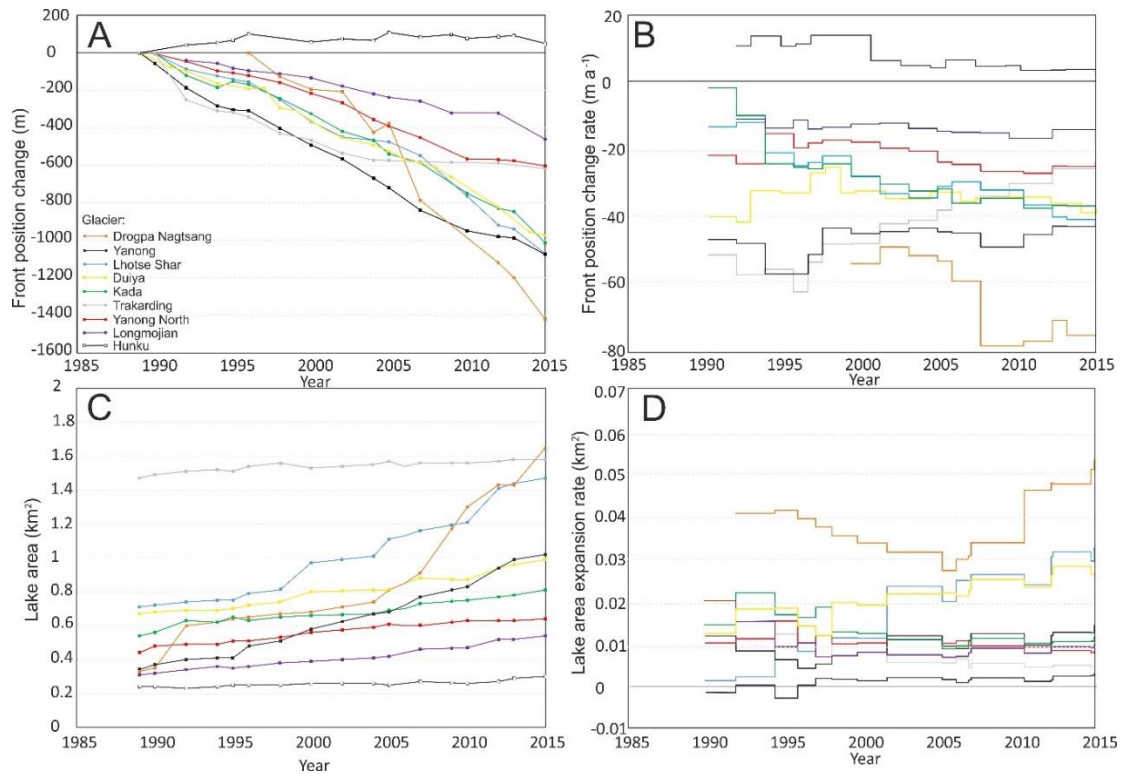 A
Front position change (m)
200
0
-200
-400
-600
-800
-1000
-1200
-1400
-1600
Glacier:
Drogpa Nagtsang
Yanong
Lhotse Shar
Duiya
Kada
Trakarding
Yanong North
Longmojian
Hunku
1985 1990 1995 2000 2005 2010 2015
Year
B
Front position change rate (m a⁻¹)
20
0
-20
-40
-60
-80
1985 1990 1995 2000 2005 2010 2015
Year
C
Lake area (km²)
2
1.8
1.6
1.4
1.2
1
0.8
0.6
0.4
0.2
0
1985 1990 1995 2000 2005 2010 2015
Year
D
Lake area expansion rate (km²)
0.07
0.06
0.05
0.04
0.03
0.02
0.01
0
-0.01
1985 1990 1995 2000 2005 2010 2015
Year